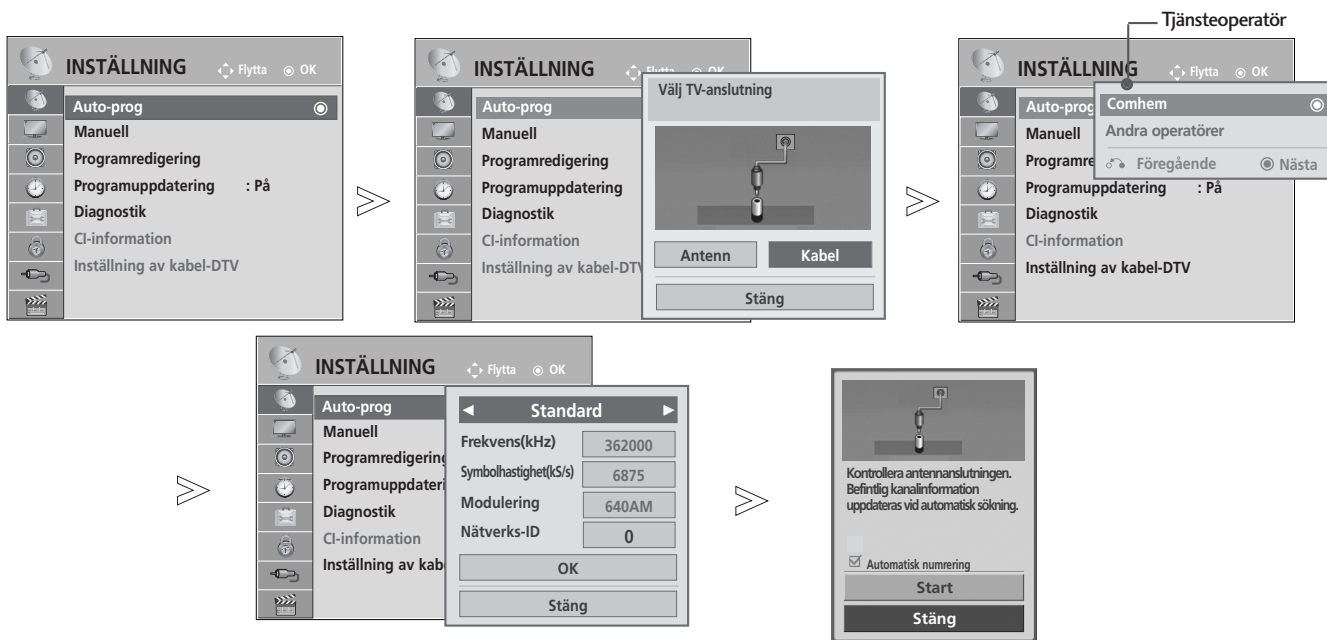 Tjänsteoperatör
INSTÄLLNING Flytta OK
Auto-prog
Manuell
Programredigering
Programuppdatering : På
Diagnostik
CI-information
Inställning av kabel-DTV
INSTÄLLNING Flytta OK
Auto-prog
Manuell
Programredigering
Programuppdatering
Diagnostik
CI-information
Inställning av kabel-DTV
Välj TV-anslutning
Antenn Kabel
Stäng
INSTÄLLNING Flytta OK
Auto-prog
Manuell
Programre
Programuppdatering : På
Diagnostik
CI-information
Inställning av kabel-DTV
Comhem
Andra operatörer
Föregående Nästa
INSTÄLLNING Flytta OK
Auto-prog
Manuell
Programredigering
Programuppdateri
Diagnostik
CI-information
Inställning av kab
Standard
Frekvens(kHz) 362000
Symbolhastighet(kS/s) 6875
Modulering 640AM
Nätverks-ID 0
OK
Stäng
Kontrollera antennanslutningen.
Befintlig kanalinformation
uppdateras vid automatisk sökning.
Automatisk numrering
Start
Stäng